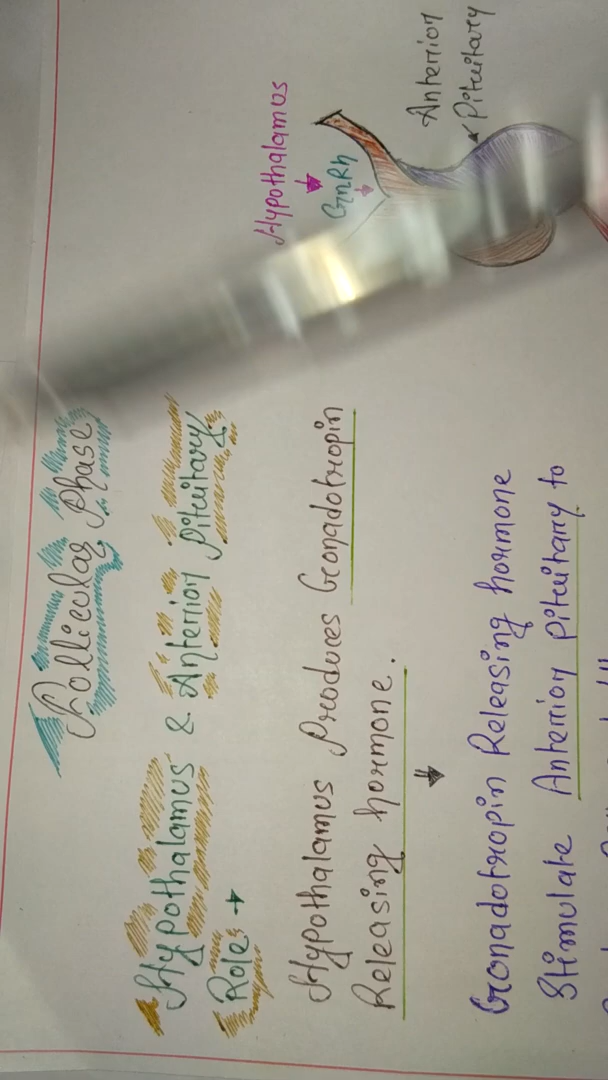 Follicular Phase
Hypothalamus & Anterior Pituitary
Role →
Hypothalamus
GnRh
Anterior
Pituitary
Hypothalamus Produces Gonadotropin
Releasing hormone.
Gonadotropin Releasing hormone
Stimulate Anterior Pituitary to